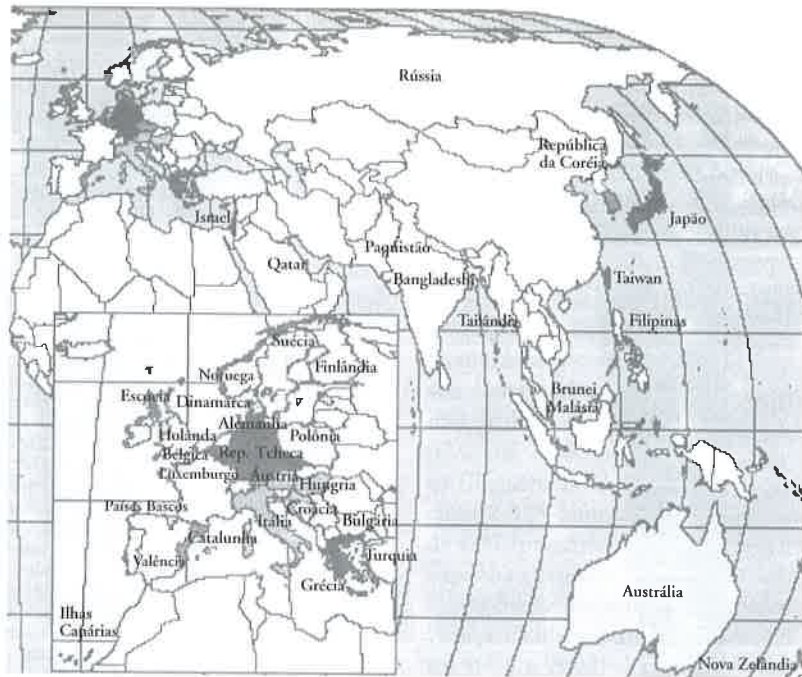 Rússia
República
da Coréia
Japão
Israel
Paquistão
Qatar
Bangladesh
Taiwan
Tailândia
Filipinas
Brunei
Malásia
Austrália
Nova Zelândia
Suécia
Finlândia
Noruega
Escócia
Dinamarca
Alemanha
Holanda
Polônia
Bélgica
Rep. Tcheca
Luxemburgo
Áustria
Hungria
Países Bascos
Croácia
Itália
Bulgária
Catalunha
Turquia
Valência
Grécia
Ilhas
Canárias